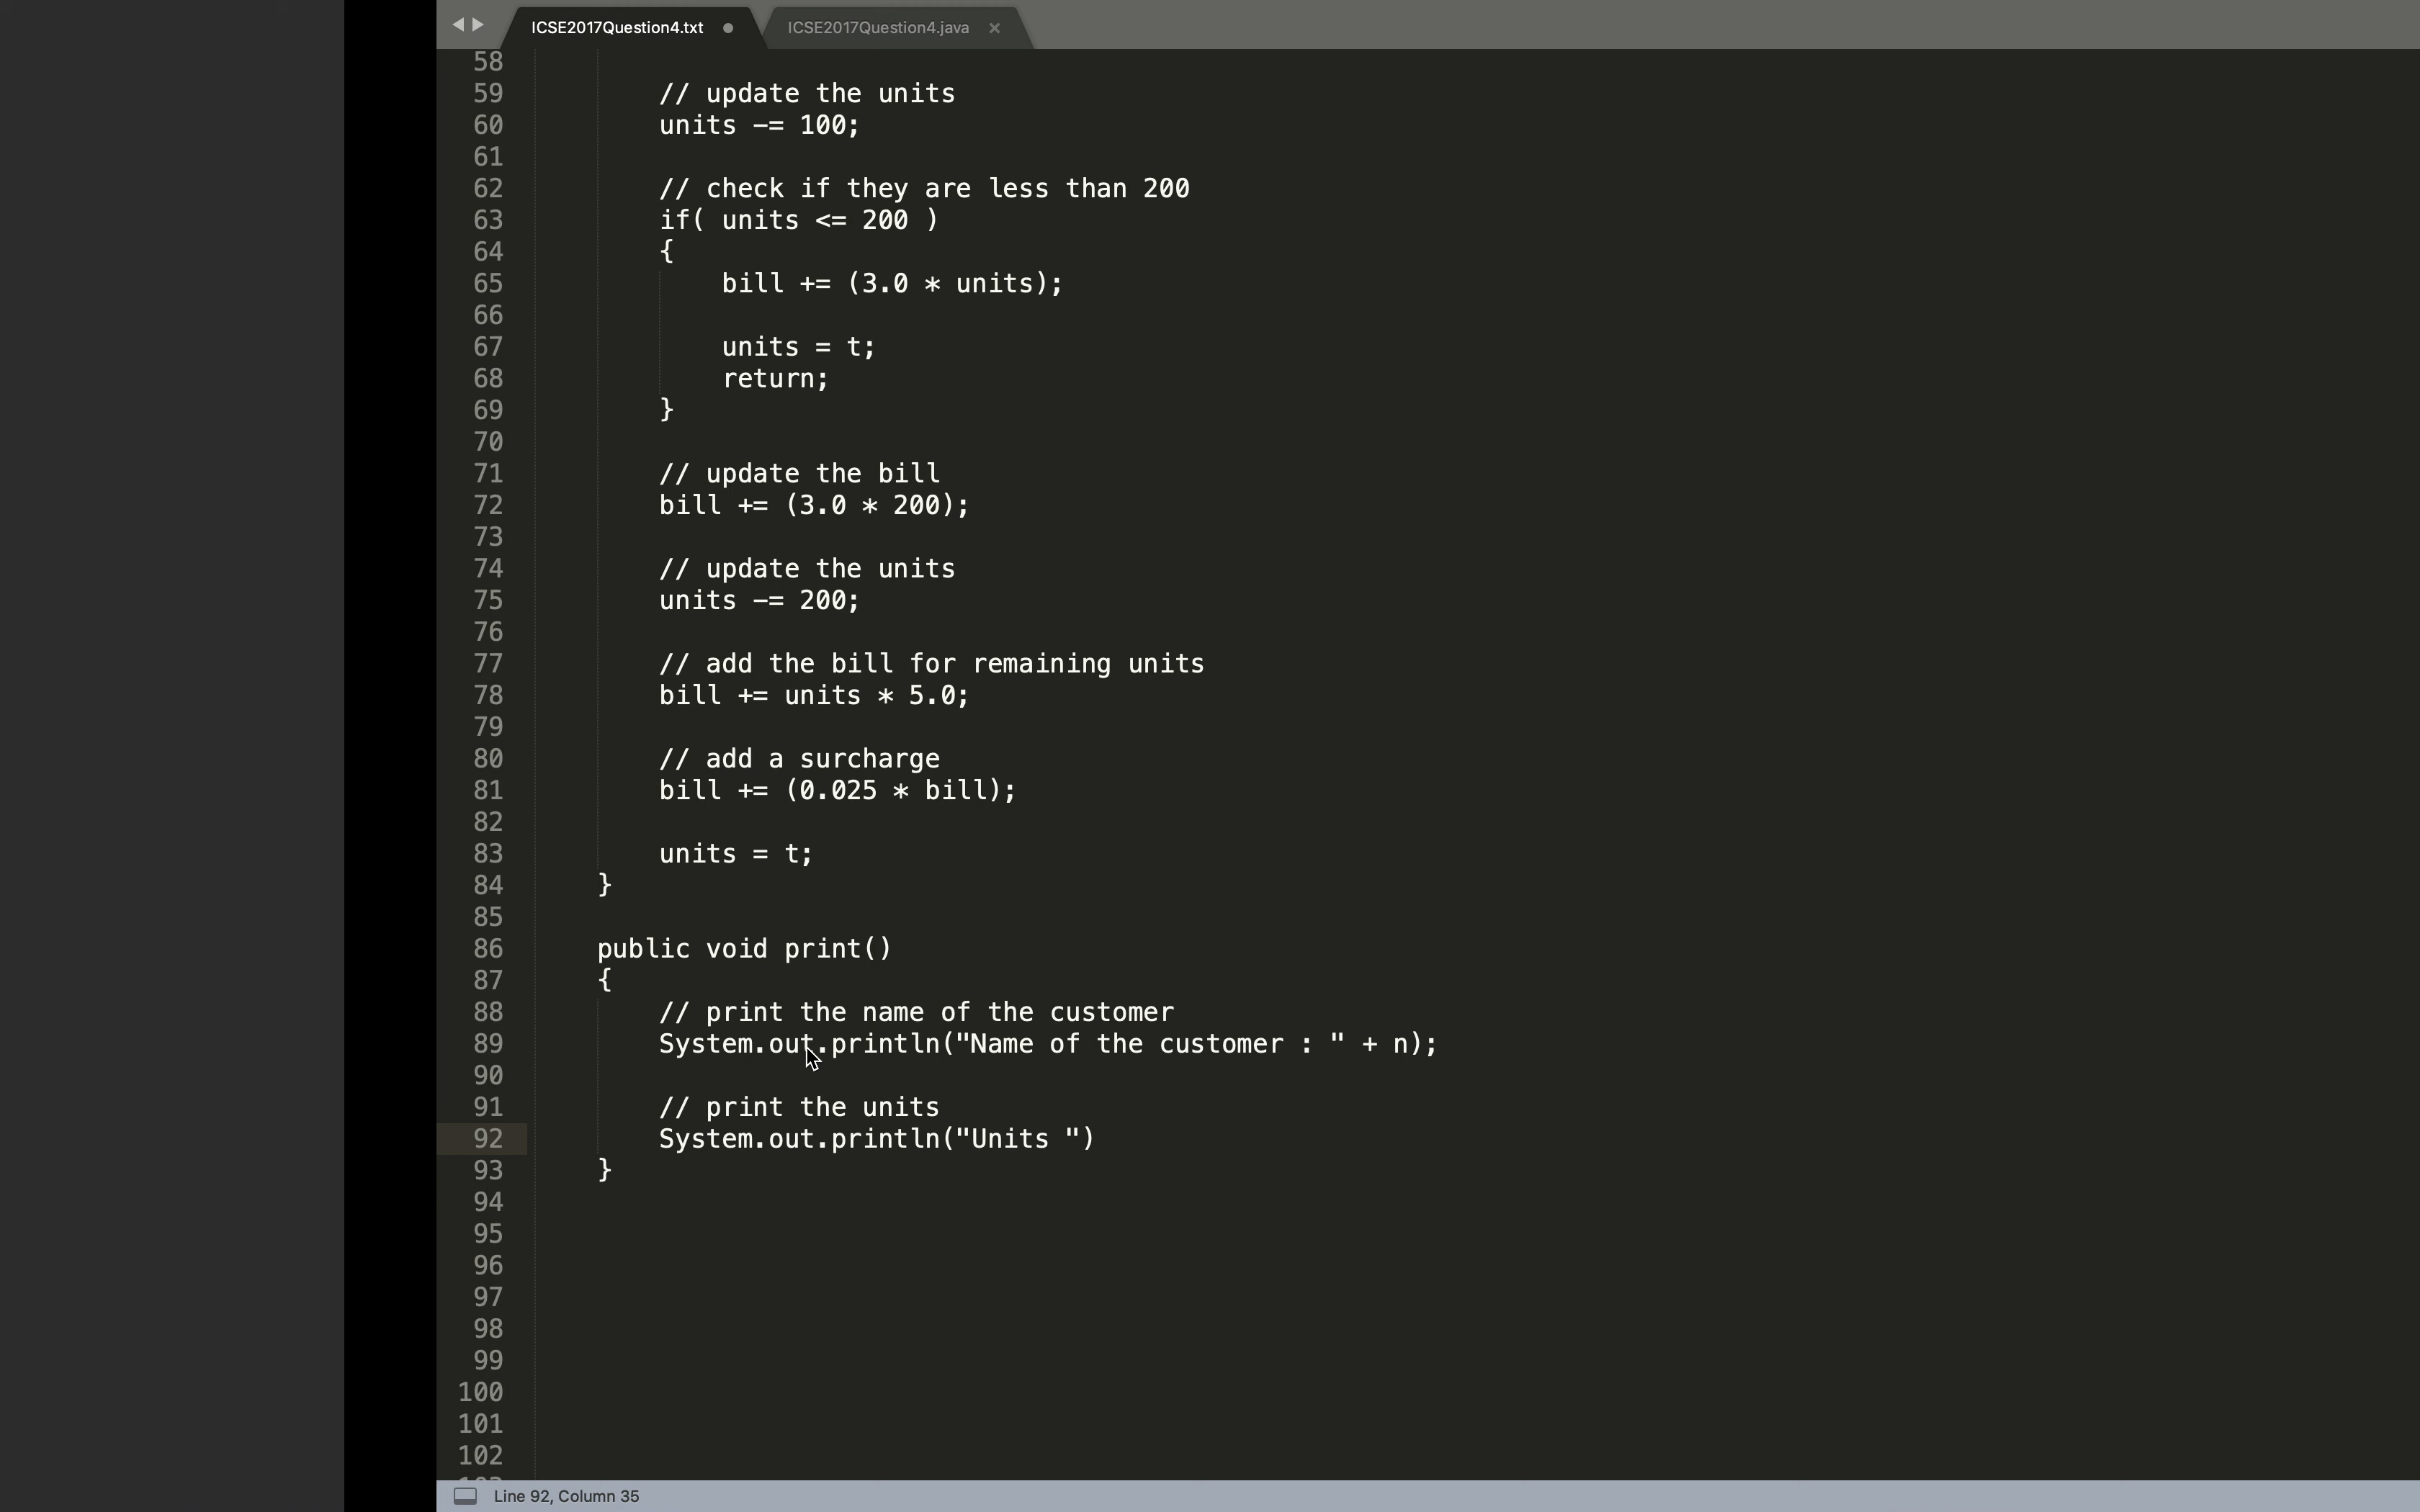 ICSE2017Question4.txt ICSE2017Question4.java
58
59 // update the units
60 units -= 100;
61
62 // check if they are less than 200
63 if( units <= 200 )
64 {
65 bill += (3.0 * units);
66
67 units = t;
68 return;
69 }
70
71 // update the bill
72 bill += (3.0 * 200);
73
74 // update the units
75 units -= 200;
76
77 // add the bill for remaining units
78 bill += units * 5.0;
79
80 // add a surcharge
81 bill += (0.025 * bill);
82
83 units = t;
84 }
85
86 public void print()
87 {
88 // print the name of the customer
89 System.out.println("Name of the customer : " + n);
90
91 // print the units
92 System.out.println("Units ")
93 }
94
95
96
97
98
99
100
101
102
Line 92, Column 35